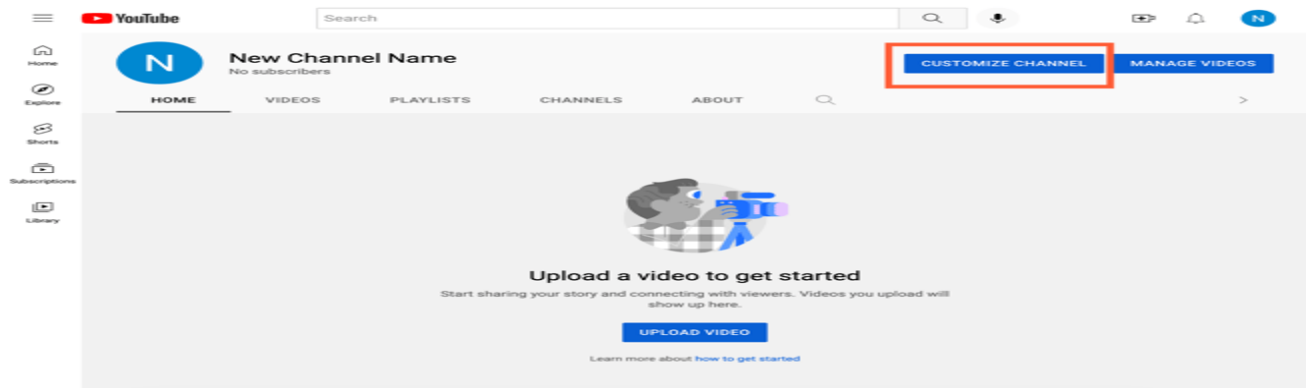 YouTube
Search
N
Home
Explore
Shorts
Subscriptions
Library
N
New Channel Name
No subscribers
CUSTOMIZE CHANNEL
MANAGE VIDEOS
HOME VIDEOS PLAYLISTS CHANNELS ABOUT
Upload a video to get started
Start sharing your story and connecting with viewers. Videos you upload will
show up here.
UPLOAD VIDEO
Learn more about how to get started